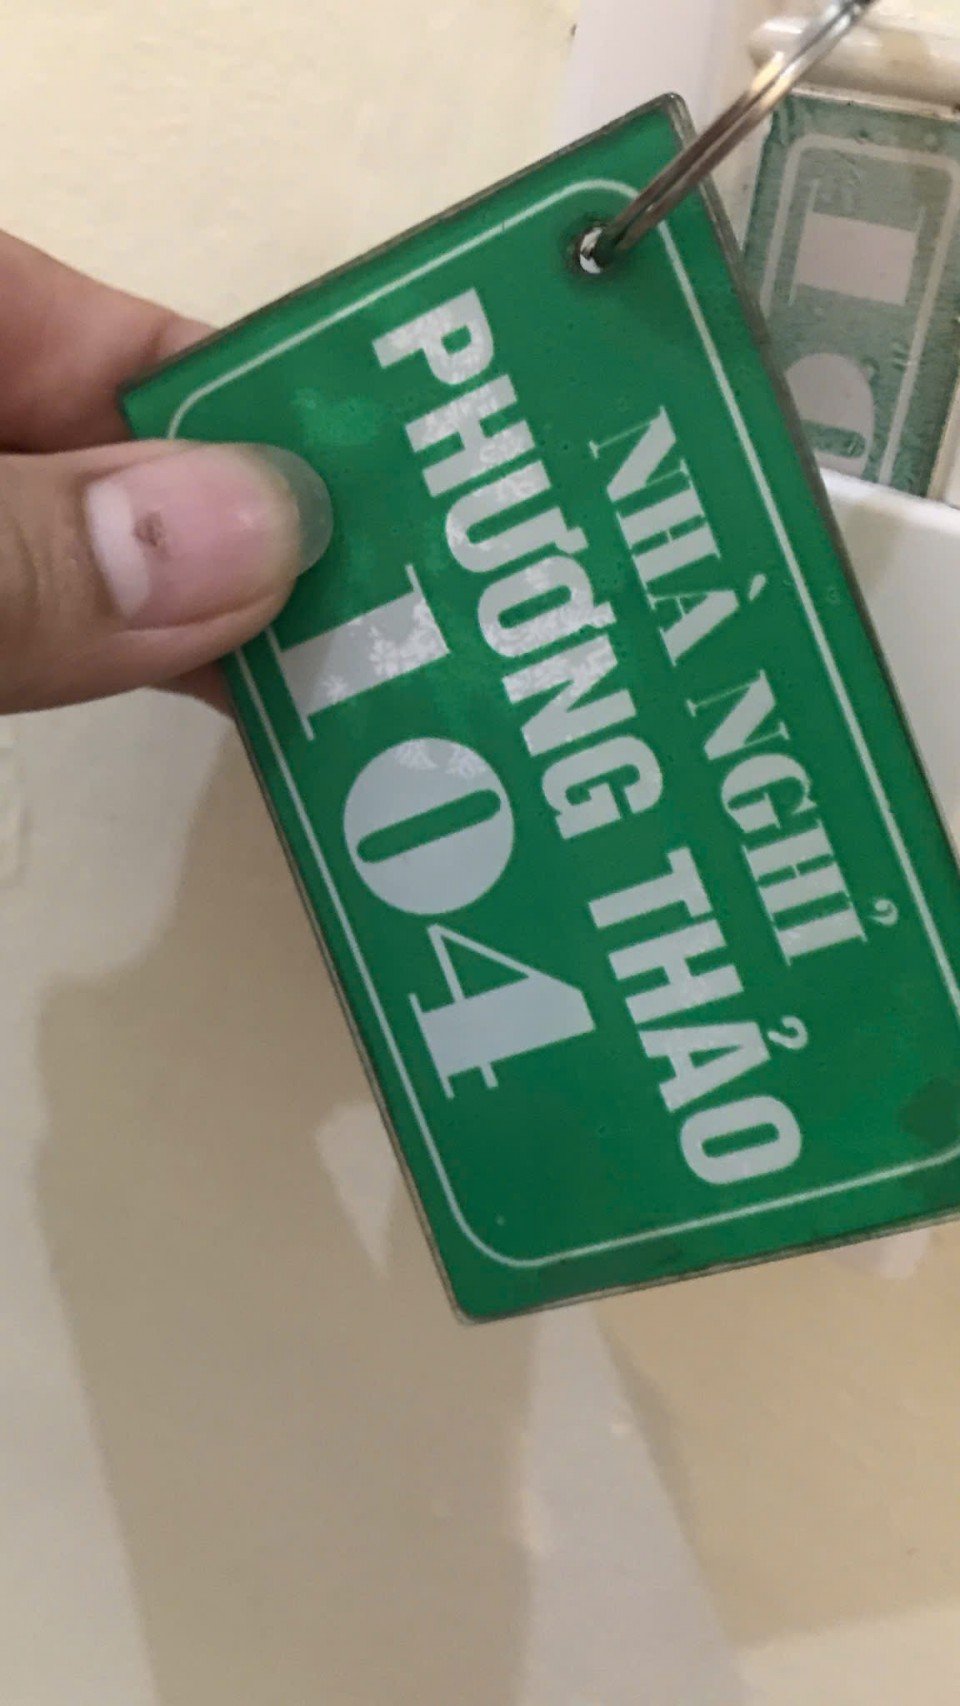 NHÀ NGHỈ
PHƯƠNG THẢO
104